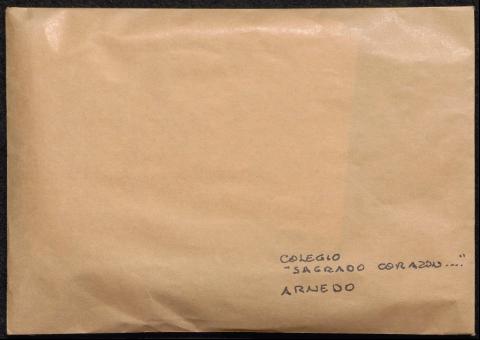 COLEGIO
"SAGRADO CORAZON...."
ARNEDO